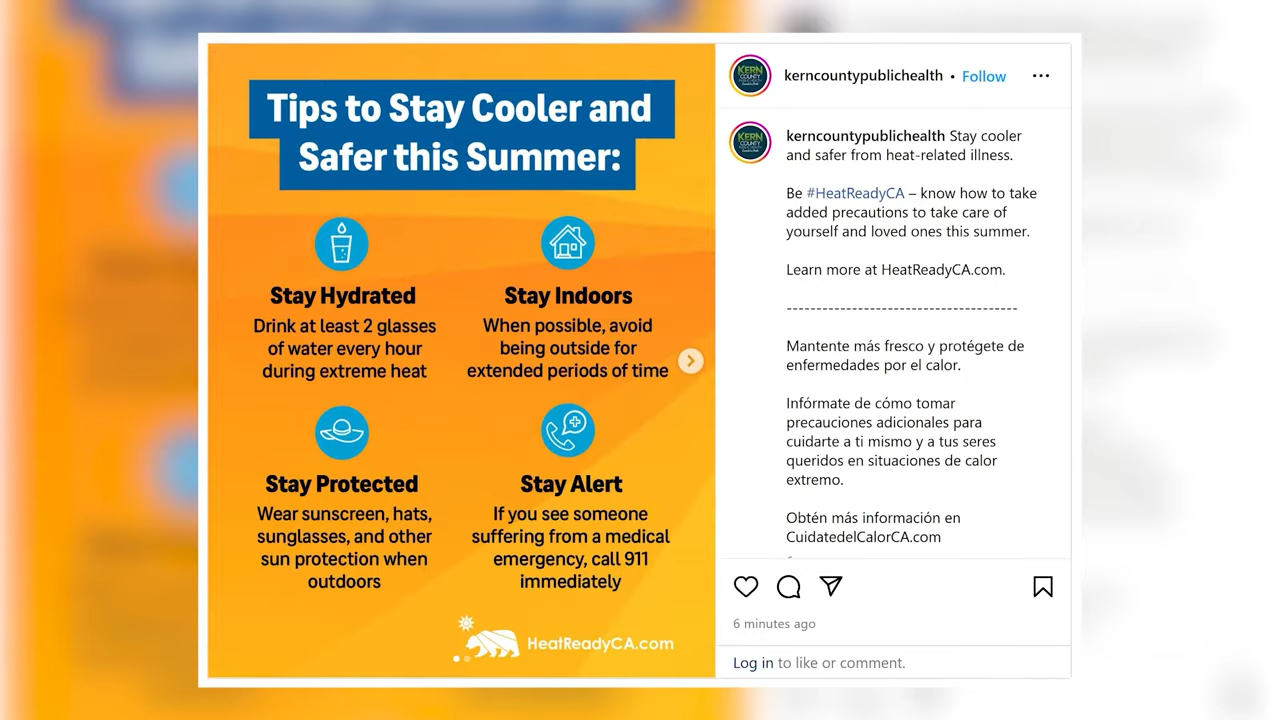 Tips to Stay Cooler and
Safer this Summer:
Stay Hydrated
Drink at least 2 glasses
of water every hour
during extreme heat
Stay Indoors
When possible, avoid
being outside for
extended periods of time
Stay Protected
Wear sunscreen, hats,
sunglasses, and other
sun protection when
outdoors
Stay Alert
If you see someone
suffering from a medical
emergency, call 911
immediately
HeatReadyCA.com
KERN
COUNTY
kerncountypublichealth • Follow
KERN
COUNTY
kerncountypublichealth Stay cooler
and safer from heat-related illness.
Be #HeatReadyCA – know how to take
added precautions to take care of
yourself and loved ones this summer.
Learn more at HeatReadyCA.com.
---------------------------------------
Mantente más fresco y protégete de
enfermedades por el calor.
Infórmate de cómo tomar
precauciones adicionales para
cuidarte a ti mismo y a tus seres
queridos en situaciones de calor
extremo.
Obtén más información en
CuidatedelCalorCA.com
6 minutes ago
Log in to like or comment.